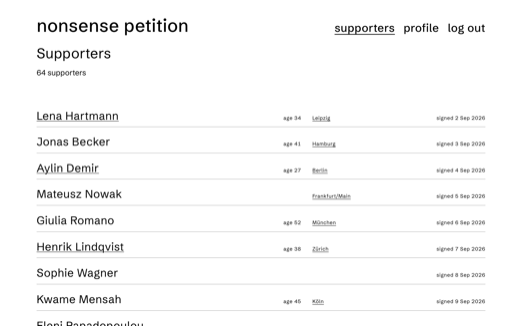 nonsense petition
supporters profile log out
Supporters
64 supporters
Lena Hartmann age 34 Leipzig signed 2 Sep 2026
Jonas Becker age 41 Hamburg signed 3 Sep 2026
Aylin Demir age 27 Berlin signed 4 Sep 2026
Mateusz Nowak Frankfurt/Main signed 5 Sep 2026
Giulia Romano age 52 München signed 6 Sep 2026
Henrik Lindqvist age 38 Zürich signed 7 Sep 2026
Sophie Wagner signed 8 Sep 2026
Kwame Mensah age 45 Köln signed 9 Sep 2026
Eleni Papadopoulou